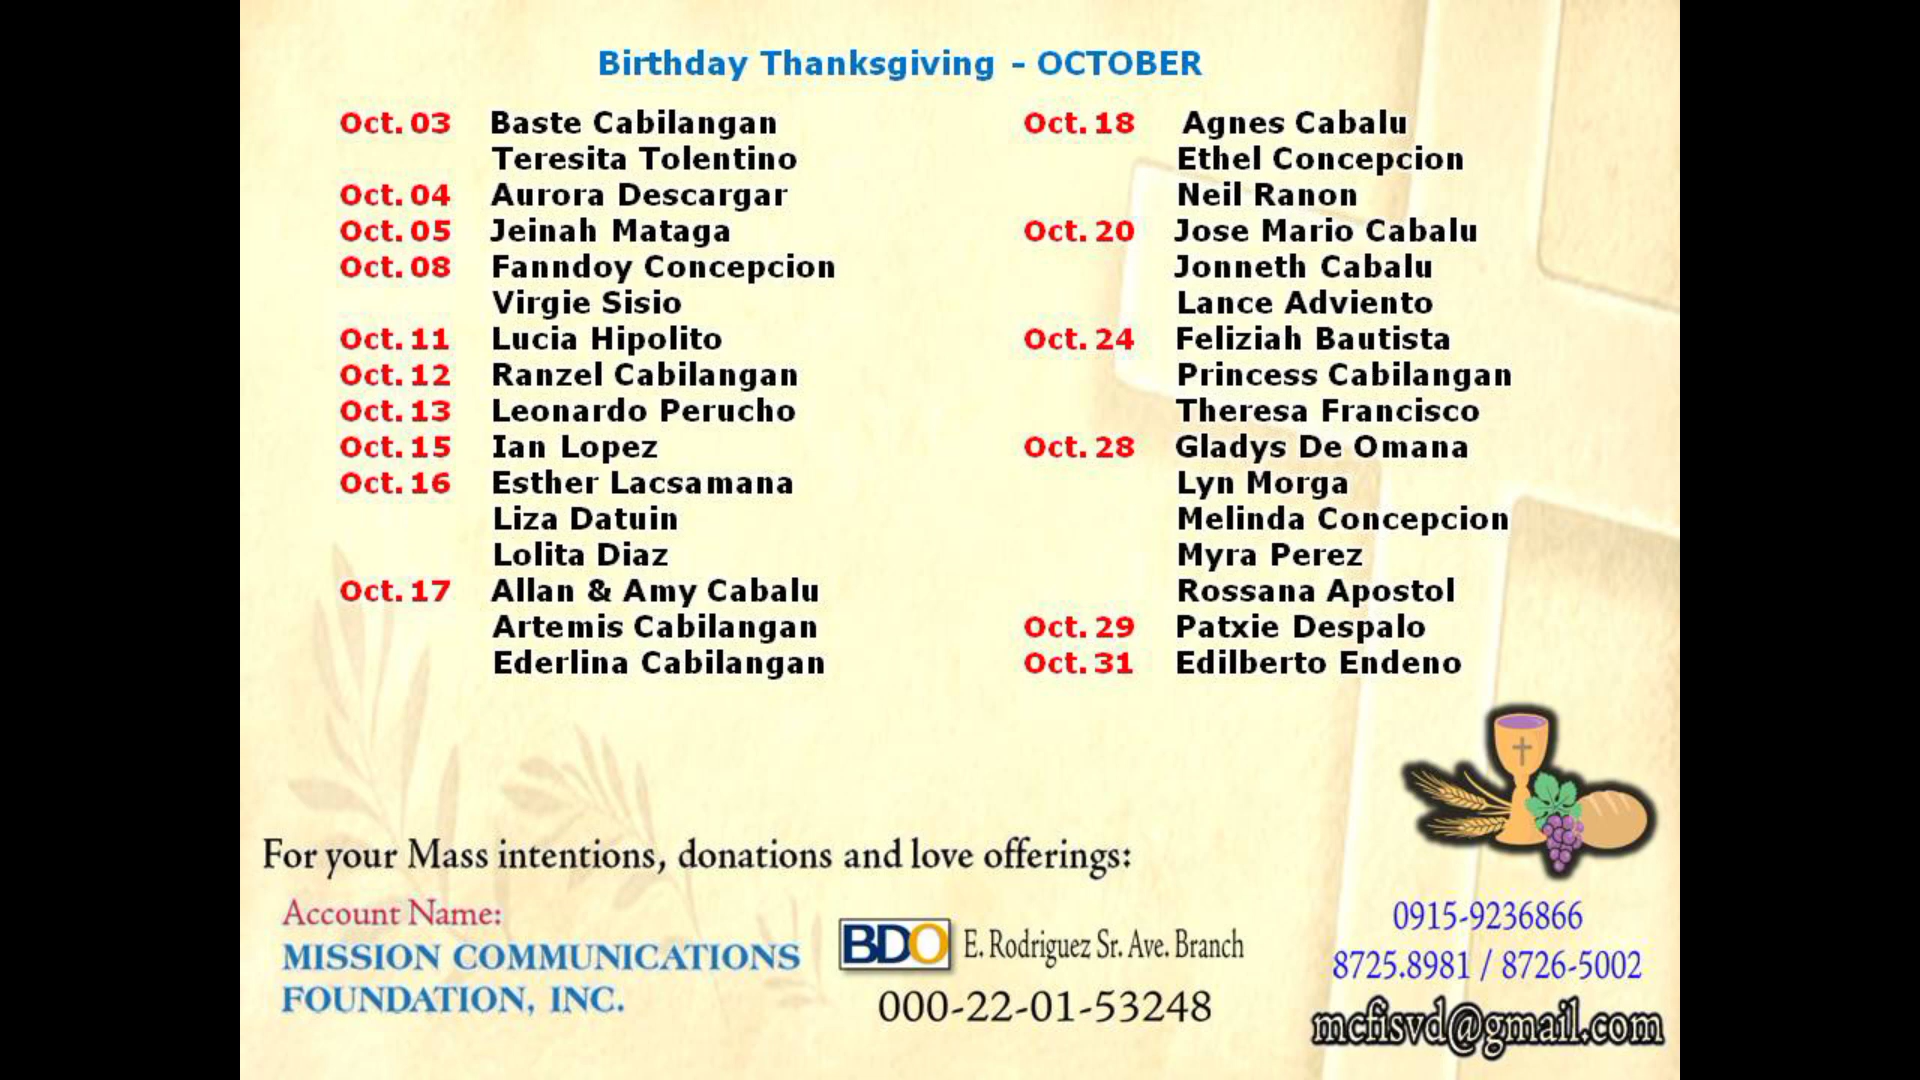 Birthday Thanksgiving - OCTOBER
Oct. 03 Baste Cabilangan
Teresita Tolentino
Oct. 04 Aurora Descargar
Oct. 05 Jeinah Mataga
Oct. 08 Fanndoy Concepcion
Virgie Sisio
Oct. 11 Lucia Hipolito
Oct. 12 Ranzel Cabilangan
Oct. 13 Leonardo Perucho
Oct. 15 Ian Lopez
Oct. 16 Esther Lacsamana
Liza Datuin
Lolita Diaz
Oct. 17 Allan & Amy Cabalu
Artemis Cabilangan
Ederlina Cabilangan
Oct. 18 Agnes Cabalu
Ethel Concepcion
Neil Ranon
Oct. 20 Jose Mario Cabalu
Jonneth Cabalu
Lance Adviento
Oct. 24 Feliziah Bautista
Princess Cabilangan
Theresa Francisco
Oct. 28 Gladys De Omana
Lyn Morga
Melinda Concepcion
Myra Perez
Rossana Apostol
Oct. 29 Patxie Despalo
Oct. 31 Edilberto Endeno
For your Mass intentions, donations and love offerings:
Account Name:
MISSION COMMUNICATIONS
FOUNDATION, INC.
BDO E. Rodriguez Sr. Ave. Branch
000-22-01-53248
0915-9236866
8725.8981 / 8726-5002
mcfisvd@gmail.com